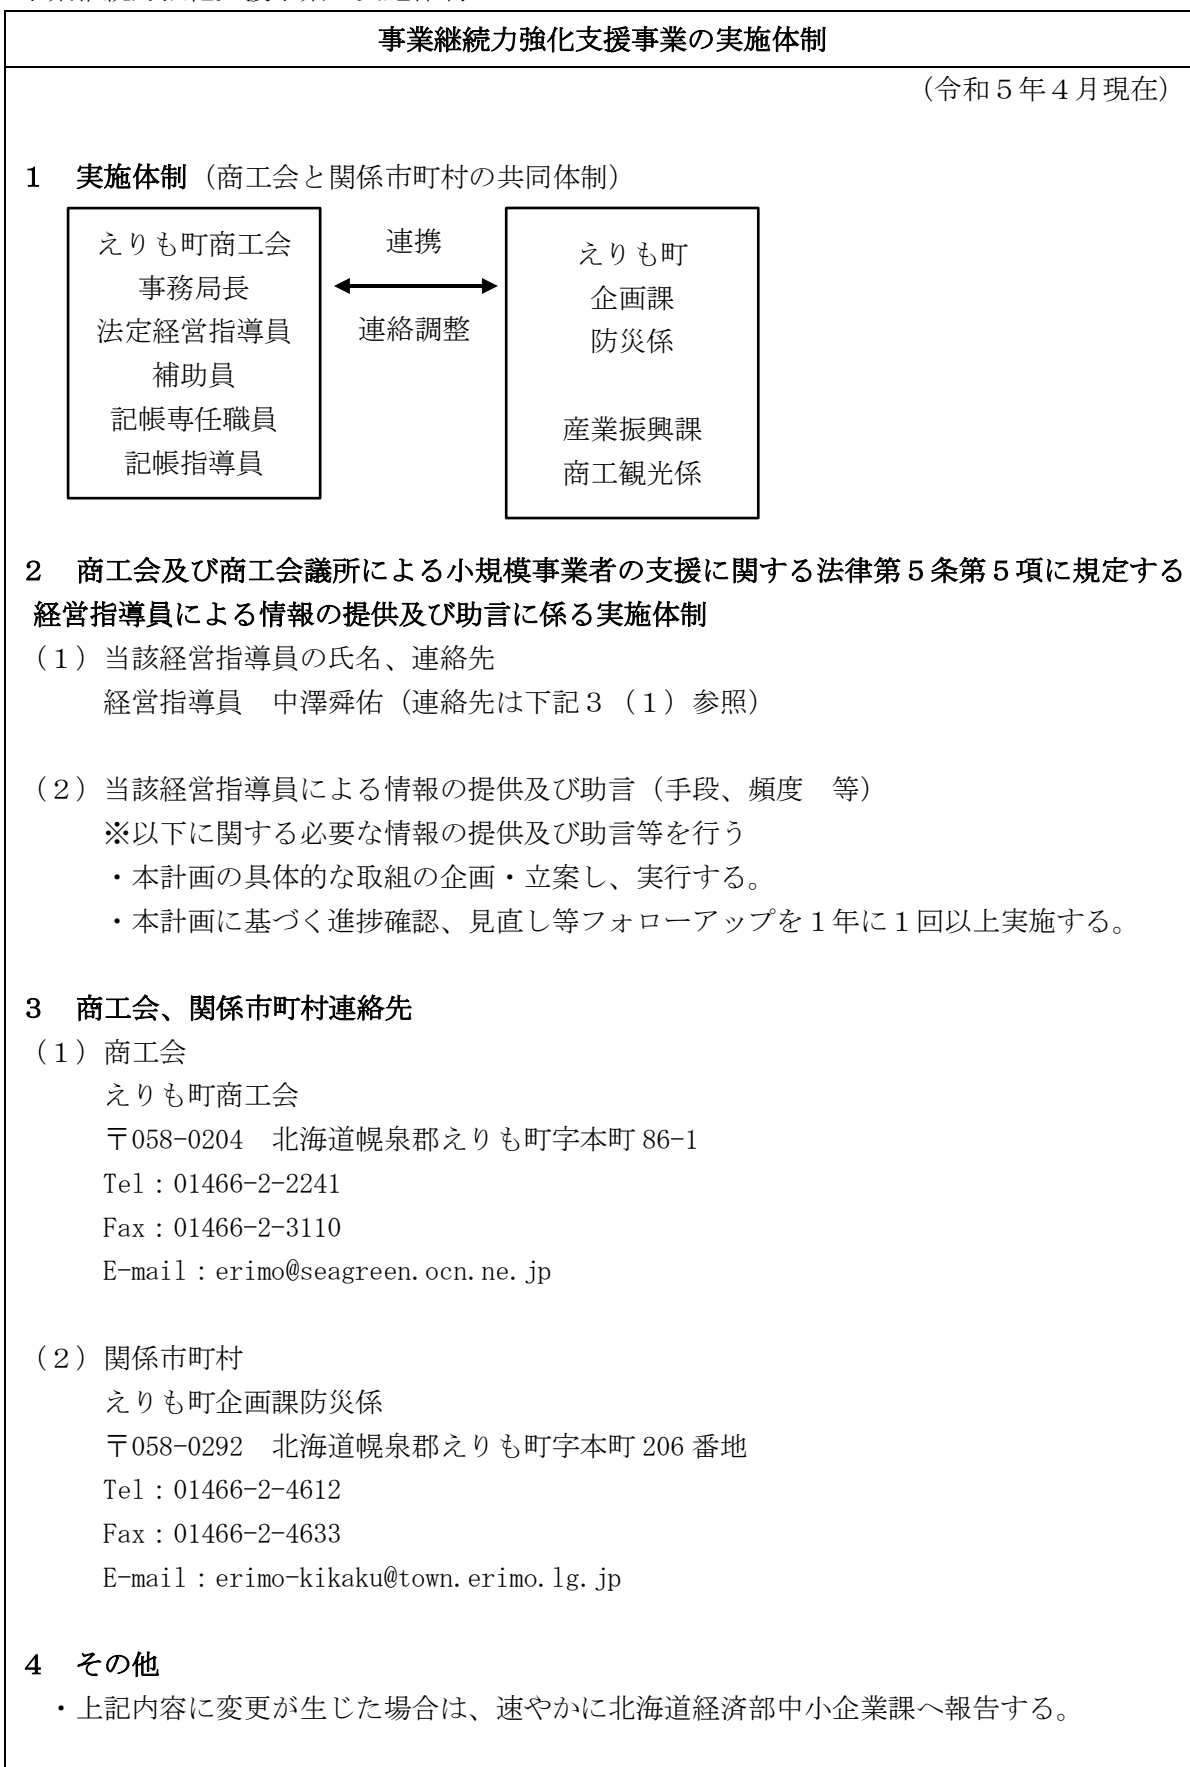 事業継続力強化支援事業の実施体制
（令和５年４月現在）
１　実施体制（商工会と関係市町村の共同体制）
えりも町商工会
事務局長
法定経営指導員
補助員
記帳専任職員
記帳指導員
連携
連絡調整
えりも町
企画課
防災係
産業振興課
商工観光係
２　商工会及び商工会議所による小規模事業者の支援に関する法律第５条第５項に規定する
経営指導員による情報の提供及び助言に係る実施体制
（１）当該経営指導員の氏名、連絡先
経営指導員　中澤舜佑（連絡先は下記３（１）参照）
（２）当該経営指導員による情報の提供及び助言（手段、頻度　等）
※以下に関する必要な情報の提供及び助言等を行う
・本計画の具体的な取組の企画・立案し、実行する。
・本計画に基づく進捗確認、見直し等フォローアップを１年に１回以上実施する。
３　商工会、関係市町村連絡先
（１）商工会
えりも町商工会
〒058-0204　北海道幌泉郡えりも町字本町 86-1
Tel：01466-2-2241
Fax：01466-2-3110
E-mail：erimo@seagreen.ocn.ne.jp
（２）関係市町村
えりも町企画課防災係
〒058-0292　北海道幌泉郡えりも町字本町 206 番地
Tel：01466-2-4612
Fax：01466-2-4633
E-mail：erimo-kikaku@town.erimo.lg.jp
４　その他
・上記内容に変更が生じた場合は、速やかに北海道経済部中小企業課へ報告する。